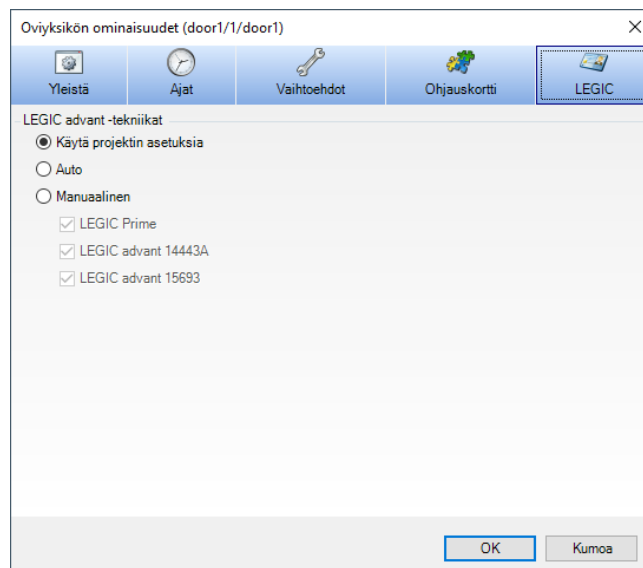 Oviyksikön ominaisuudet (door1/1/door1)
Yleistä
Ajat
Vaihtoehdot
Ohjauskortti
LEGIC
LEGIC advant -tekniikat
Käytä projektin asetuksia
Auto
Manuaalinen
LEGIC Prime
LEGIC advant 14443A
LEGIC advant 15693
OK
Kumoa